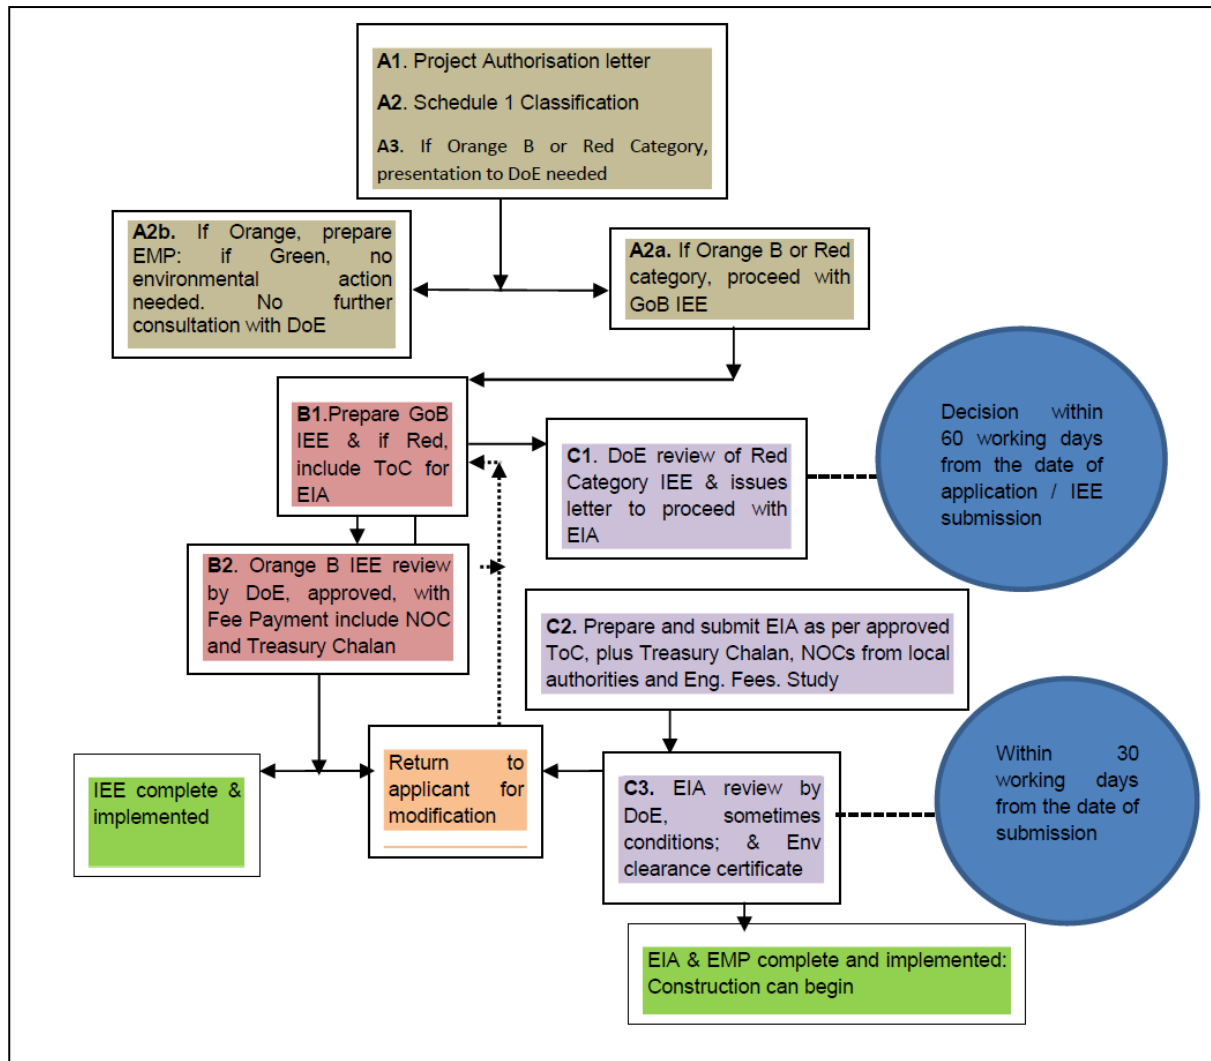 A1. Project Authorisation letter
A2. Schedule 1 Classification
A3. If Orange B or Red Category,
presentation to DoE needed
A2b. If Orange, prepare
EMP: if Green, no
environmental action
needed. No further
consultation with DoE
A2a. If Orange B or Red
category, proceed with
GoB IEE
B1.Prepare GoB
IEE & if Red,
include ToC for
EIA
C1. DoE review of Red
Category IEE & issues
letter to proceed with
EIA
Decision within
60 working days
from the date of
application / IEE
submission
B2. Orange B IEE review
by DoE, approved, with
Fee Payment include NOC
and Treasury Chalan
C2. Prepare and submit EIA as per approved
ToC, plus Treasury Chalan, NOCs from local
authorities and Eng. Fees. Study
IEE complete &
implemented
Return to
applicant for
modification
C3. EIA review by
DoE, sometimes
conditions; & Env
clearance certificate
Within 30
working days
from the date of
submission
EIA & EMP complete and implemented:
Construction can begin